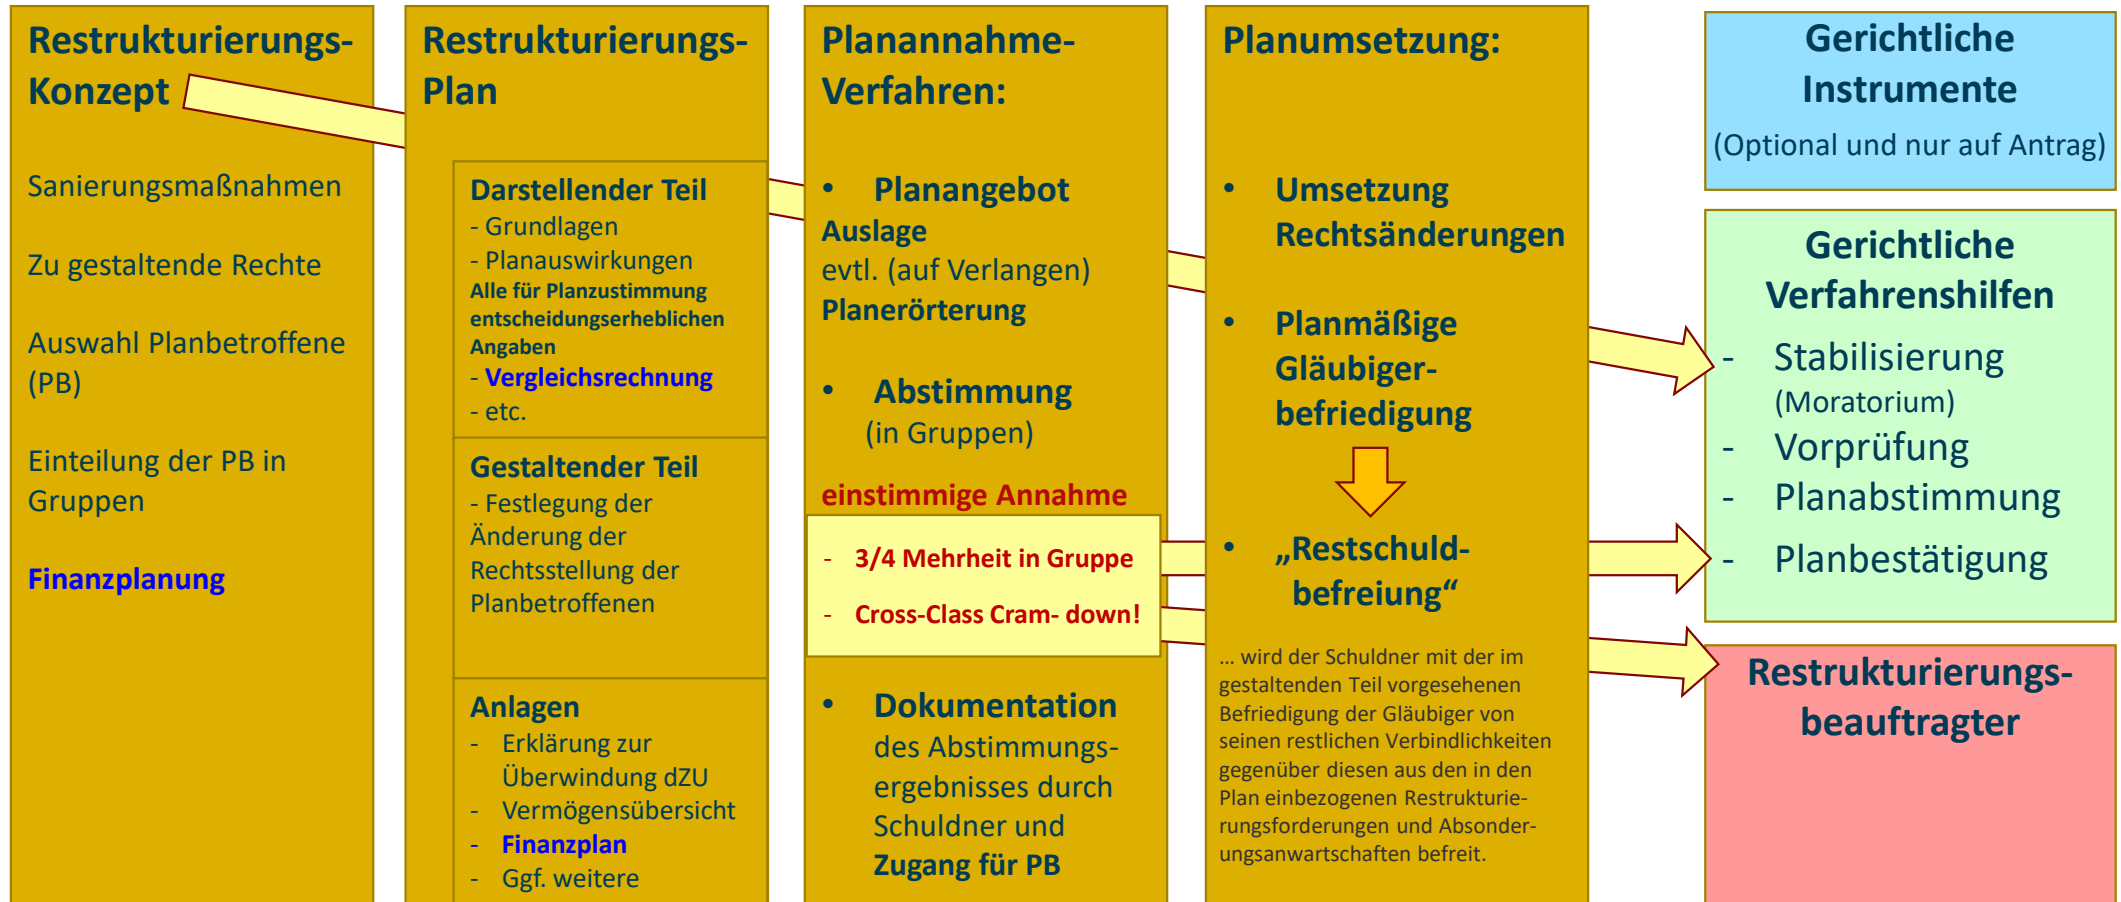 Restrukturierungs-
Konzept
Sanierungsmaßnahmen
Zu gestaltende Rechte
Auswahl Planbetroffene
(PB)
Einteilung der PB in
Gruppen
Finanzplanung
Restrukturierungs-
Plan
Darstellender Teil
- Grundlagen
- Planauswirkungen
Alle für Planzustimmung
entscheidungserheblichen
Angaben
- Vergleichsrechnung
- etc.
Gestaltender Teil
- Festlegung der
Änderung der
Rechtsstellung der
Planbetroffenen
Anlagen
- Erklärung zur
Überwindung dZU
- Vermögensübersicht
- Finanzplan
- Ggf. weitere
Planannahme-
Verfahren:
• Planangebot
Auslage
evtl. (auf Verlangen)
Planerörterung
• Abstimmung
(in Gruppen)
einstimmige Annahme
- 3/4 Mehrheit in Gruppe
- Cross-Class Cram- down!
• Dokumentation
des Abstimmungs-
ergebnisses durch
Schuldner und
Zugang für PB
Planumsetzung:
• Umsetzung
Rechtsänderungen
• Planmäßige
Gläubiger-
befriedigung
• „Restschuld-
befreiung“
... wird der Schuldner mit der im
gestaltenden Teil vorgesehenen
Befriedigung der Gläubiger von
seinen restlichen Verbindlichkeiten
gegenüber diesen aus den in den
Plan einbezogenen Restrukturie-
rungsforderungen und Absonder-
ungsanwartschaften befreit.
Gerichtliche
Instrumente
(Optional und nur auf Antrag)
Gerichtliche
Verfahrenshilfen
- Stabilisierung
(Moratorium)
- Vorprüfung
- Planabstimmung
- Planbestätigung
Restrukturierungs-
beauftragter